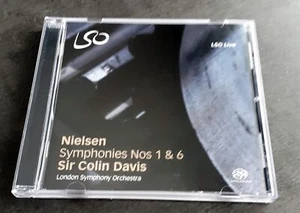 LSO
LSO Live
Nielsen
Symphonies Nos 1 & 6
Sir Colin Davis
London Symphony Orchestra